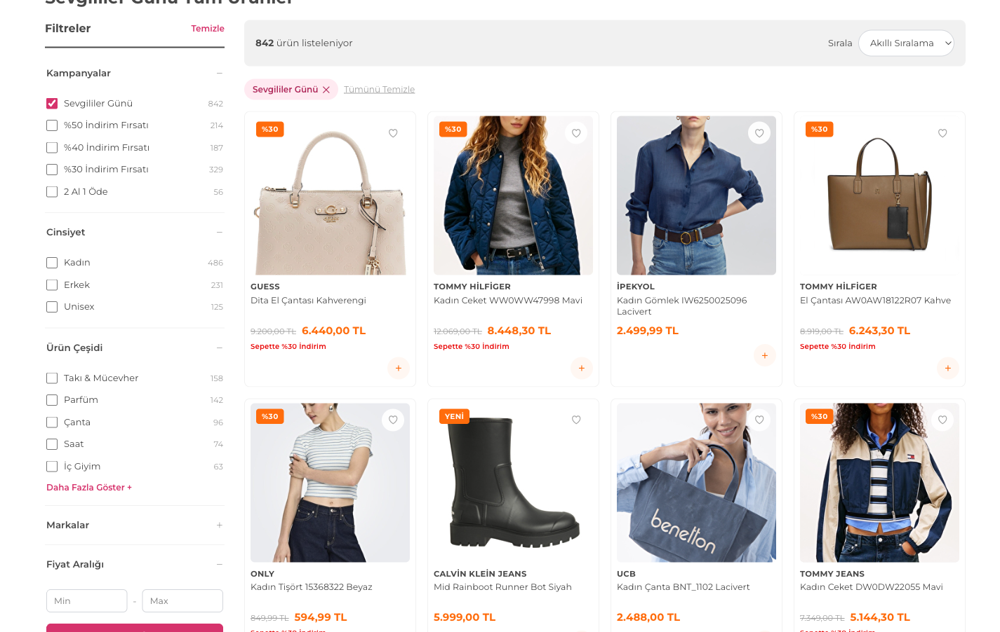 Filtreler
Temizle
842 ürün listeleniyor
Sırala
Akıllı Sıralama
Kampanyalar
Sevgililer Günü
842
%50 İndirim Fırsatı
214
%40 İndirim Fırsatı
187
%30 İndirim Fırsatı
329
2 Al 1 Öde
56
Cinsiyet
Kadın
486
Erkek
231
Unisex
125
Ürün Çeşidi
Takı & Mücevher
158
Parfüm
142
Çanta
96
Saat
74
İç Giyim
63
Daha Fazla Göster +
Markalar
+
Fiyat Aralığı
Min
-
Max
Sevgililer Günü
Tümünü Temizle
%30
GUESS
GUESS
Dita El Çantası Kahverengi
9.200,00 TL 6.440,00 TL
Sepette %30 İndirim
+
%30
TOMMY HİLFİGER
Kadın Ceket WW0WW47998 Mavi
12.069,00 TL 8.448,30 TL
Sepette %30 İndirim
+
İPEKYOL
Kadın Gömlek IW6250025096
Lacivert
2.499,99 TL
+
%30
TOMMY HİLFİGER
El Çantası AW0AW18122R07 Kahve
8.919,00 TL 6.243,30 TL
Sepette %30 İndirim
+
%30
ONLY
Kadın Tişört 15368322 Beyaz
849,99 TL 594,99 TL
YENİ
CALVİN KLEİN JEANS
Mid Rainboot Runner Bot Siyah
5.999,00 TL
benetton
UCB
Kadın Çanta BNT_1102 Lacivert
2.488,00 TL
%30
TOMMY JEANS
Kadın Ceket DW0DW22055 Mavi
7.349,00 TL 5.144,30 TL